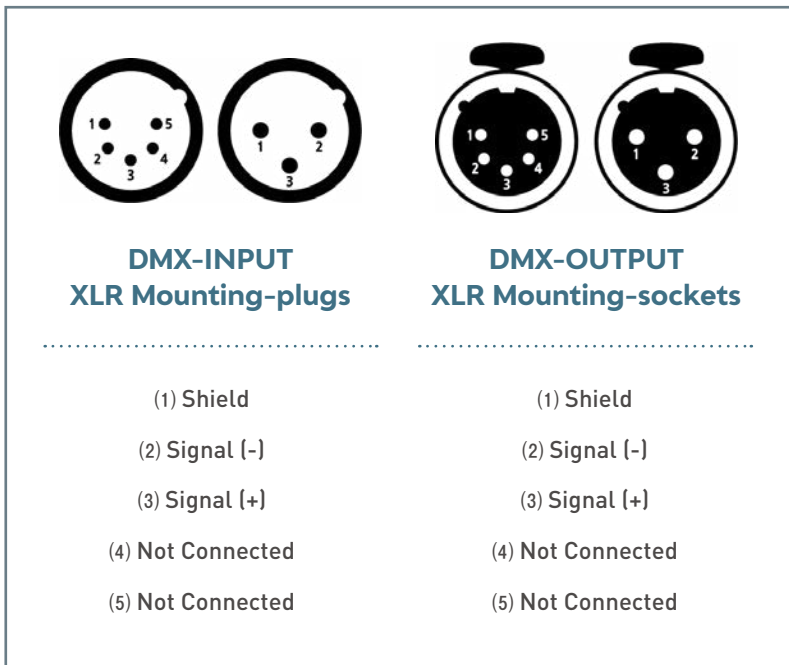 1 5
2 4
3
1 2
3
1 5
2 4
3
1 2
3
DMX-INPUT
XLR Mounting-plugs
(1) Shield
(2) Signal (-)
(3) Signal (+)
(4) Not Connected
(5) Not Connected
DMX-OUTPUT
XLR Mounting-sockets
(1) Shield
(2) Signal (-)
(3) Signal (+)
(4) Not Connected
(5) Not Connected